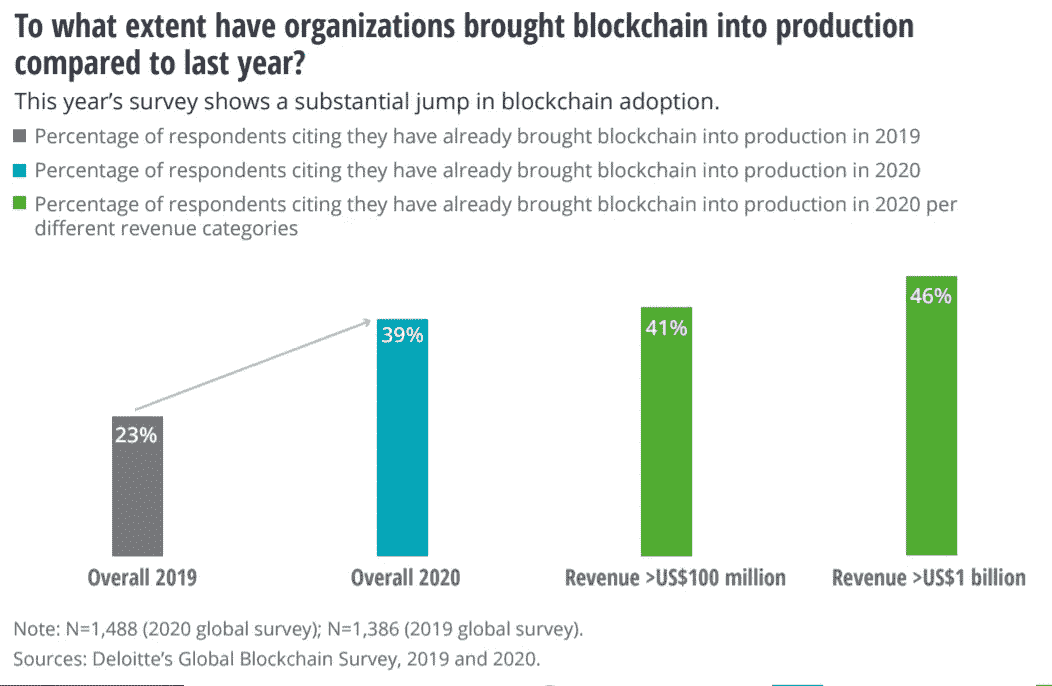 To what extent have organizations brought blockchain into production
compared to last year?
This year's survey shows a substantial jump in blockchain adoption.
Percentage of respondents citing they have already brought blockchain into production in 2019
Percentage of respondents citing they have already brought blockchain into production in 2020
Percentage of respondents citing they have already brought blockchain into production in 2020 per
different revenue categories
23%
39%
41%
46%
Overall 2019
Overall 2020
Revenue >US$100 million
Revenue >US$1 billion
Note: N=1,488 (2020 global survey); N=1,386 (2019 global survey).
Sources: Deloitte's Global Blockchain Survey, 2019 and 2020.